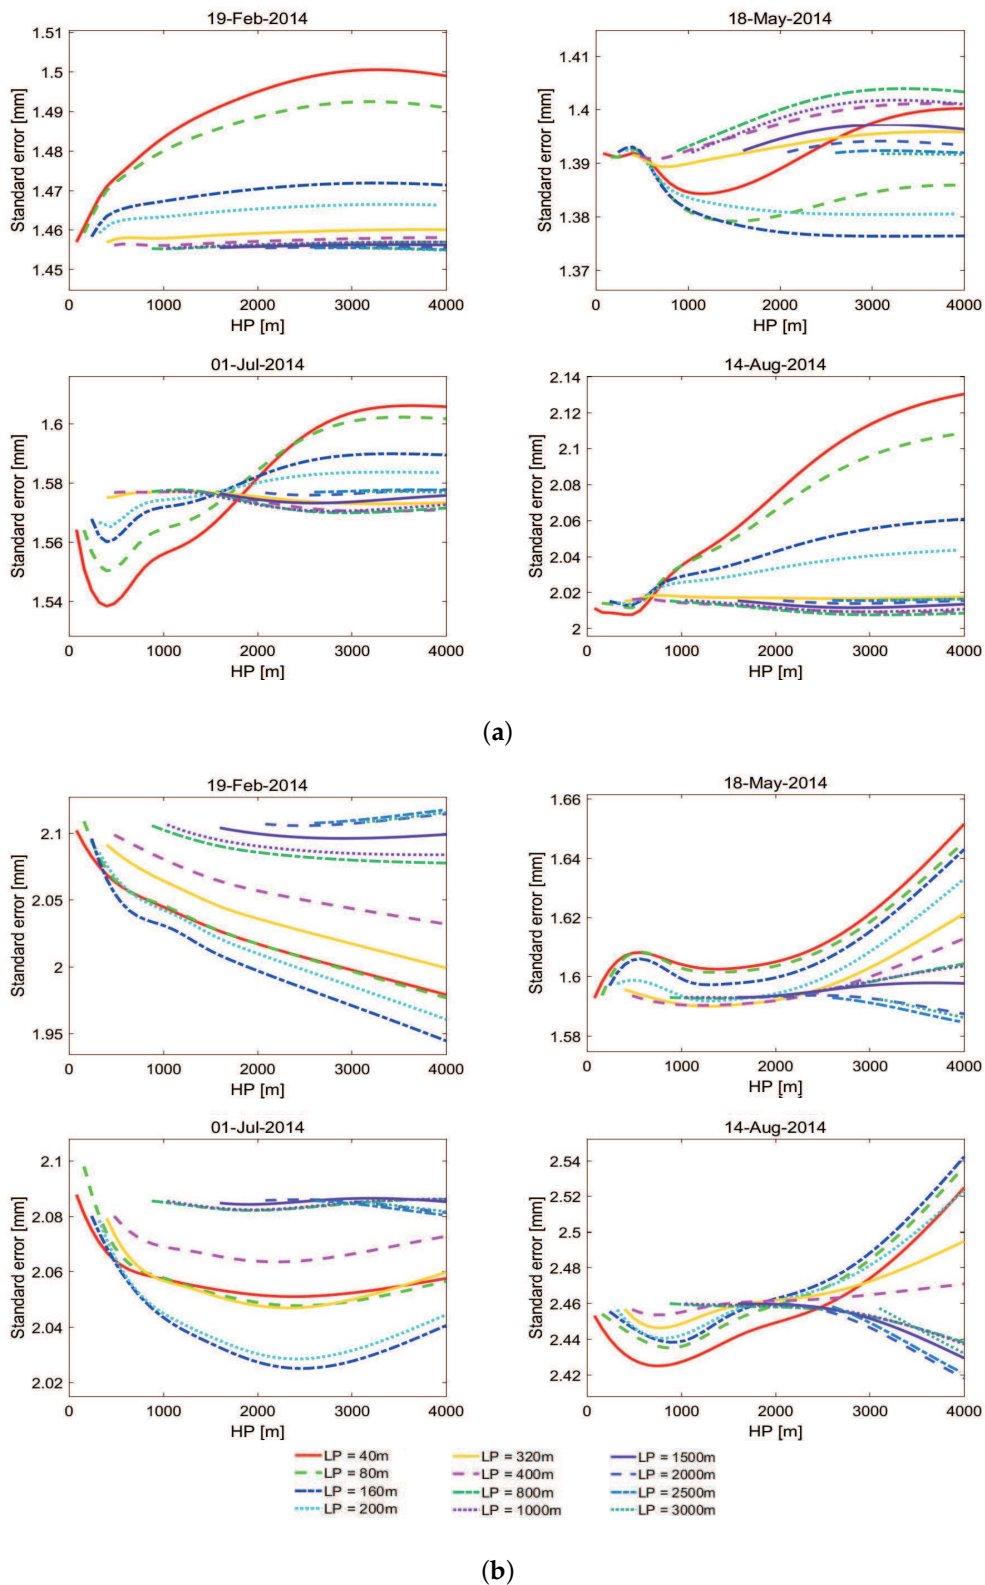 19-Feb-2014
1.51
1.5
1.49
1.48
1.47
1.46
1.45
Standard error [mm]
0 1000 2000 3000 4000
HP [m]
18-May-2014
1.41
1.4
1.39
1.38
1.37
Standard error [mm]
0 1000 2000 3000 4000
HP [m]
01-Jul-2014
1.6
1.58
1.56
1.54
Standard error [mm]
0 1000 2000 3000 4000
HP [m]
14-Aug-2014
2.14
2.12
2.1
2.08
2.06
2.04
2.02
2
Standard error [mm]
0 1000 2000 3000 4000
HP [m]
(a)
19-Feb-2014
2.1
2.05
2
1.95
Standard error [mm]
0 1000 2000 3000 4000
HP [m]
18-May-2014
1.66
1.64
1.62
1.6
1.58
Standard error [mm]
0 1000 2000 3000 4000
HP [m]
01-Jul-2014
2.1
2.08
2.06
2.04
2.02
Standard error [mm]
0 1000 2000 3000 4000
HP [m]
14-Aug-2014
2.54
2.52
2.5
2.48
2.46
2.44
2.42
Standard error [mm]
0 1000 2000 3000 4000
HP [m]
LP = 40m
LP = 80m
LP = 160m
LP = 200m
LP = 320m
LP = 400m
LP = 800m
LP = 1000m
LP = 1500m
LP = 2000m
LP = 2500m
LP = 3000m
(b)